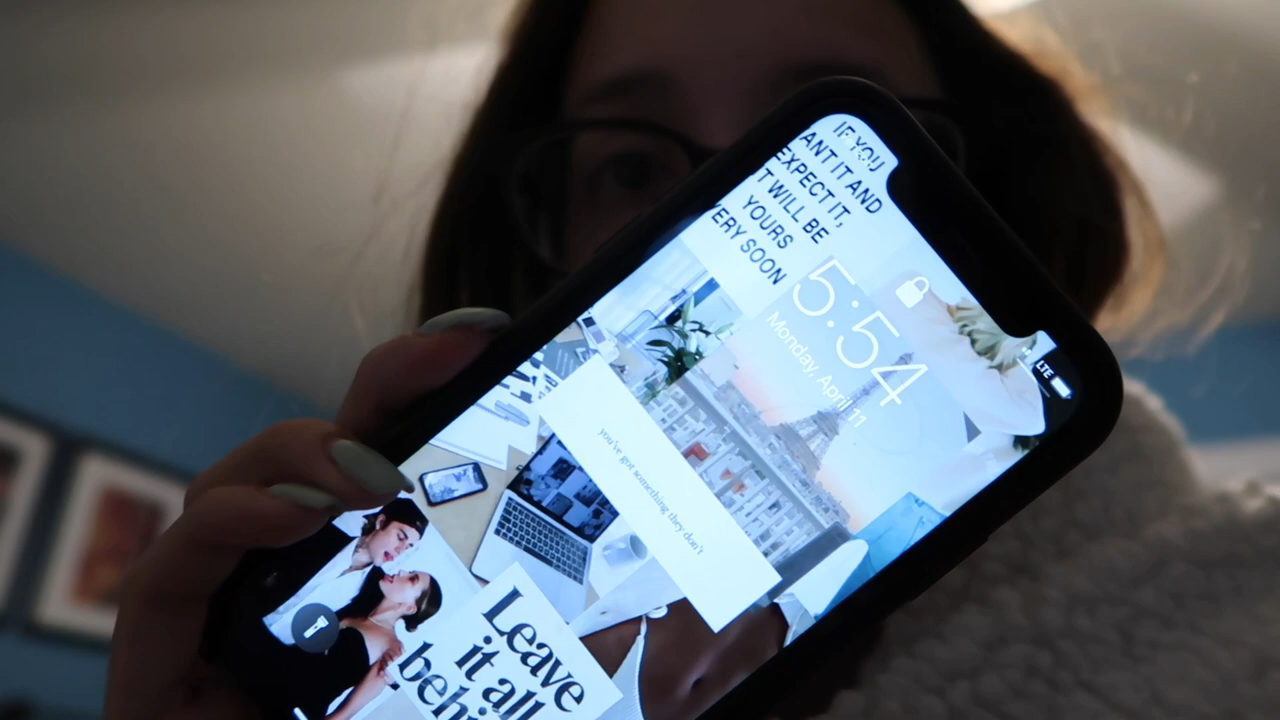 IF YOU
ANT IT AND
EXPECT IT,
T WILL BE
YOURS
VERY SOON
5:54
Monday, April 11
LTE
you've got something they don't
Leave
it all
behi